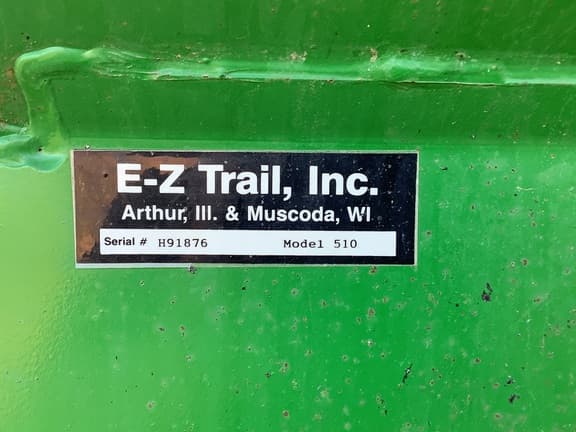 E-Z Trail, Inc.
Arthur, Ill. & Muscoda, WI
Serial # H91876 Model 510